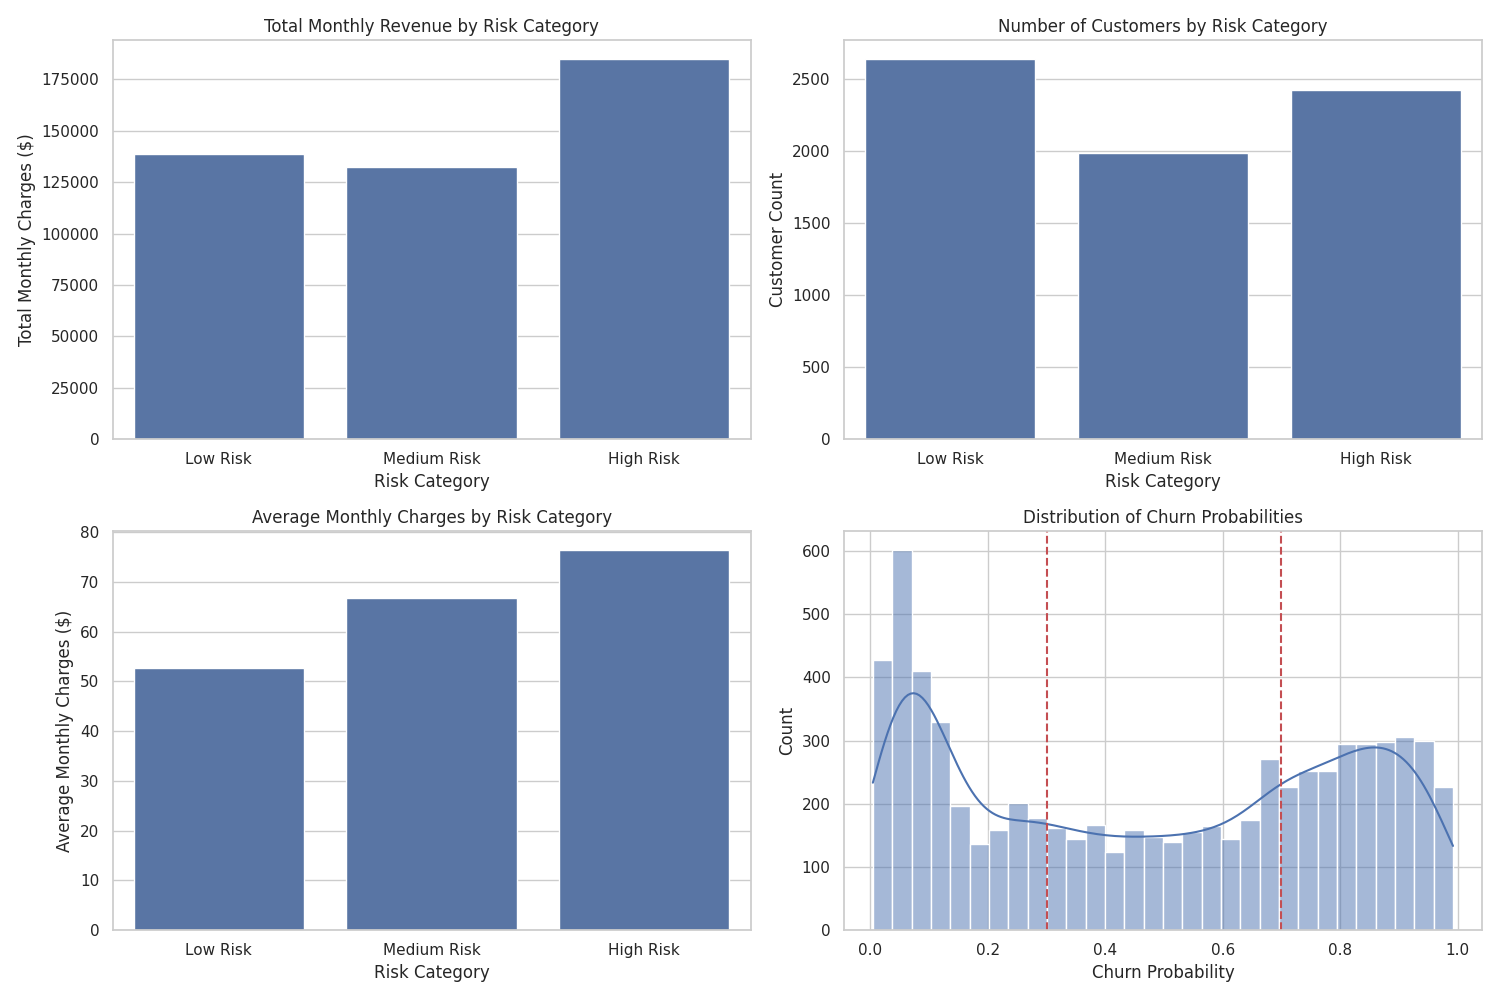 Total Monthly Revenue by Risk Category
Total Monthly Charges ($)
175000
150000
125000
100000
75000
50000
25000
0
Low Risk Medium Risk High Risk
Risk Category
Number of Customers by Risk Category
Customer Count
2500
2000
1500
1000
500
0
Low Risk Medium Risk High Risk
Risk Category
Average Monthly Charges by Risk Category
Average Monthly Charges ($)
80
70
60
50
40
30
20
10
0
Low Risk Medium Risk High Risk
Risk Category
Distribution of Churn Probabilities
Count
600
500
400
300
200
100
0
0.0 0.2 0.4 0.6 0.8 1.0
Churn Probability